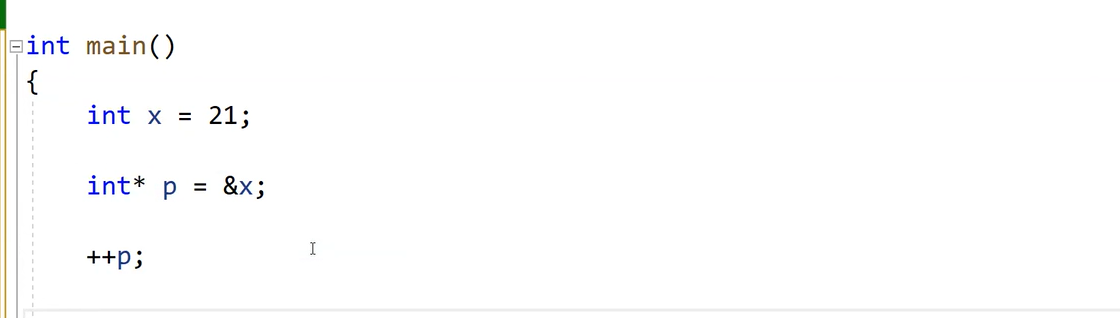 int main()
{
int x = 21;
int* p = &x;
++p;